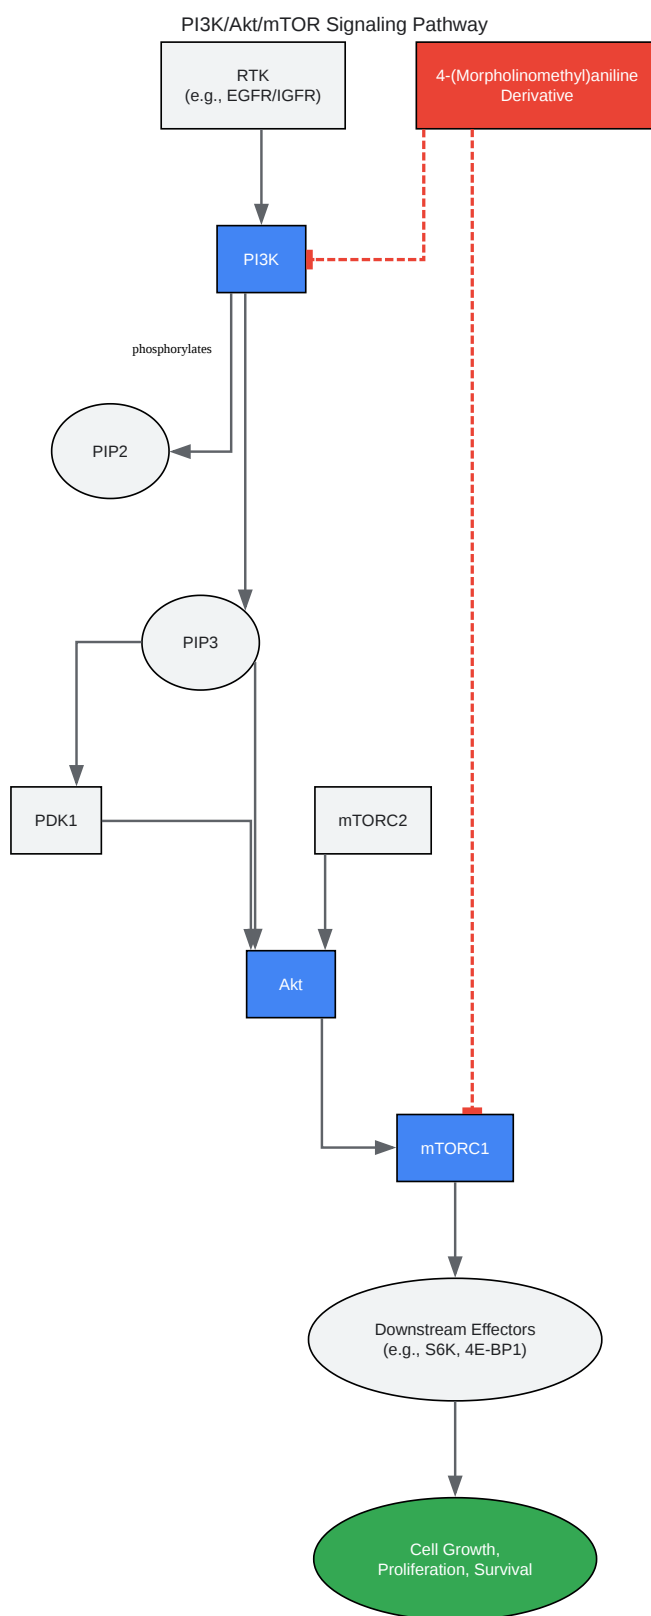 PI3K/Akt/mTOR Signaling Pathway
RTK
(e.g., EGFR/IGFR)
4-(Morpholinomethyl)aniline
Derivative
PI3K
phosphorylates
PIP2
PIP3
PDK1
mTORC2
Akt
mTORC1
Downstream Effectors
(e.g., S6K, 4E-BP1)
Cell Growth,
Proliferation, Survival